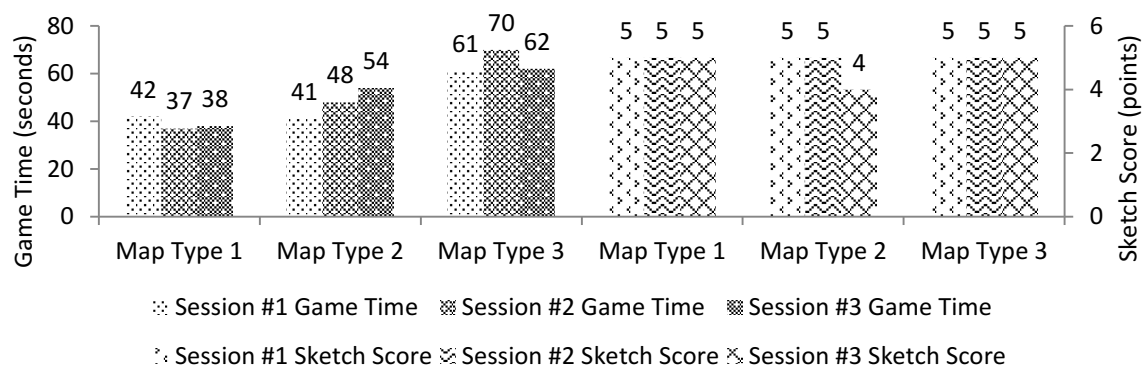 Game Time (seconds)
80
60
40
20
0
42 37 38
41 48 54
61 70 62
5 5 5
5 5 4
5 5 5
6
4
2
0
Sketch Score (points)
Map Type 1 Map Type 2 Map Type 3 Map Type 1 Map Type 2 Map Type 3
Session #1 Game Time Session #2 Game Time Session #3 Game Time
Session #1 Sketch Score Session #2 Sketch Score Session #3 Sketch Score